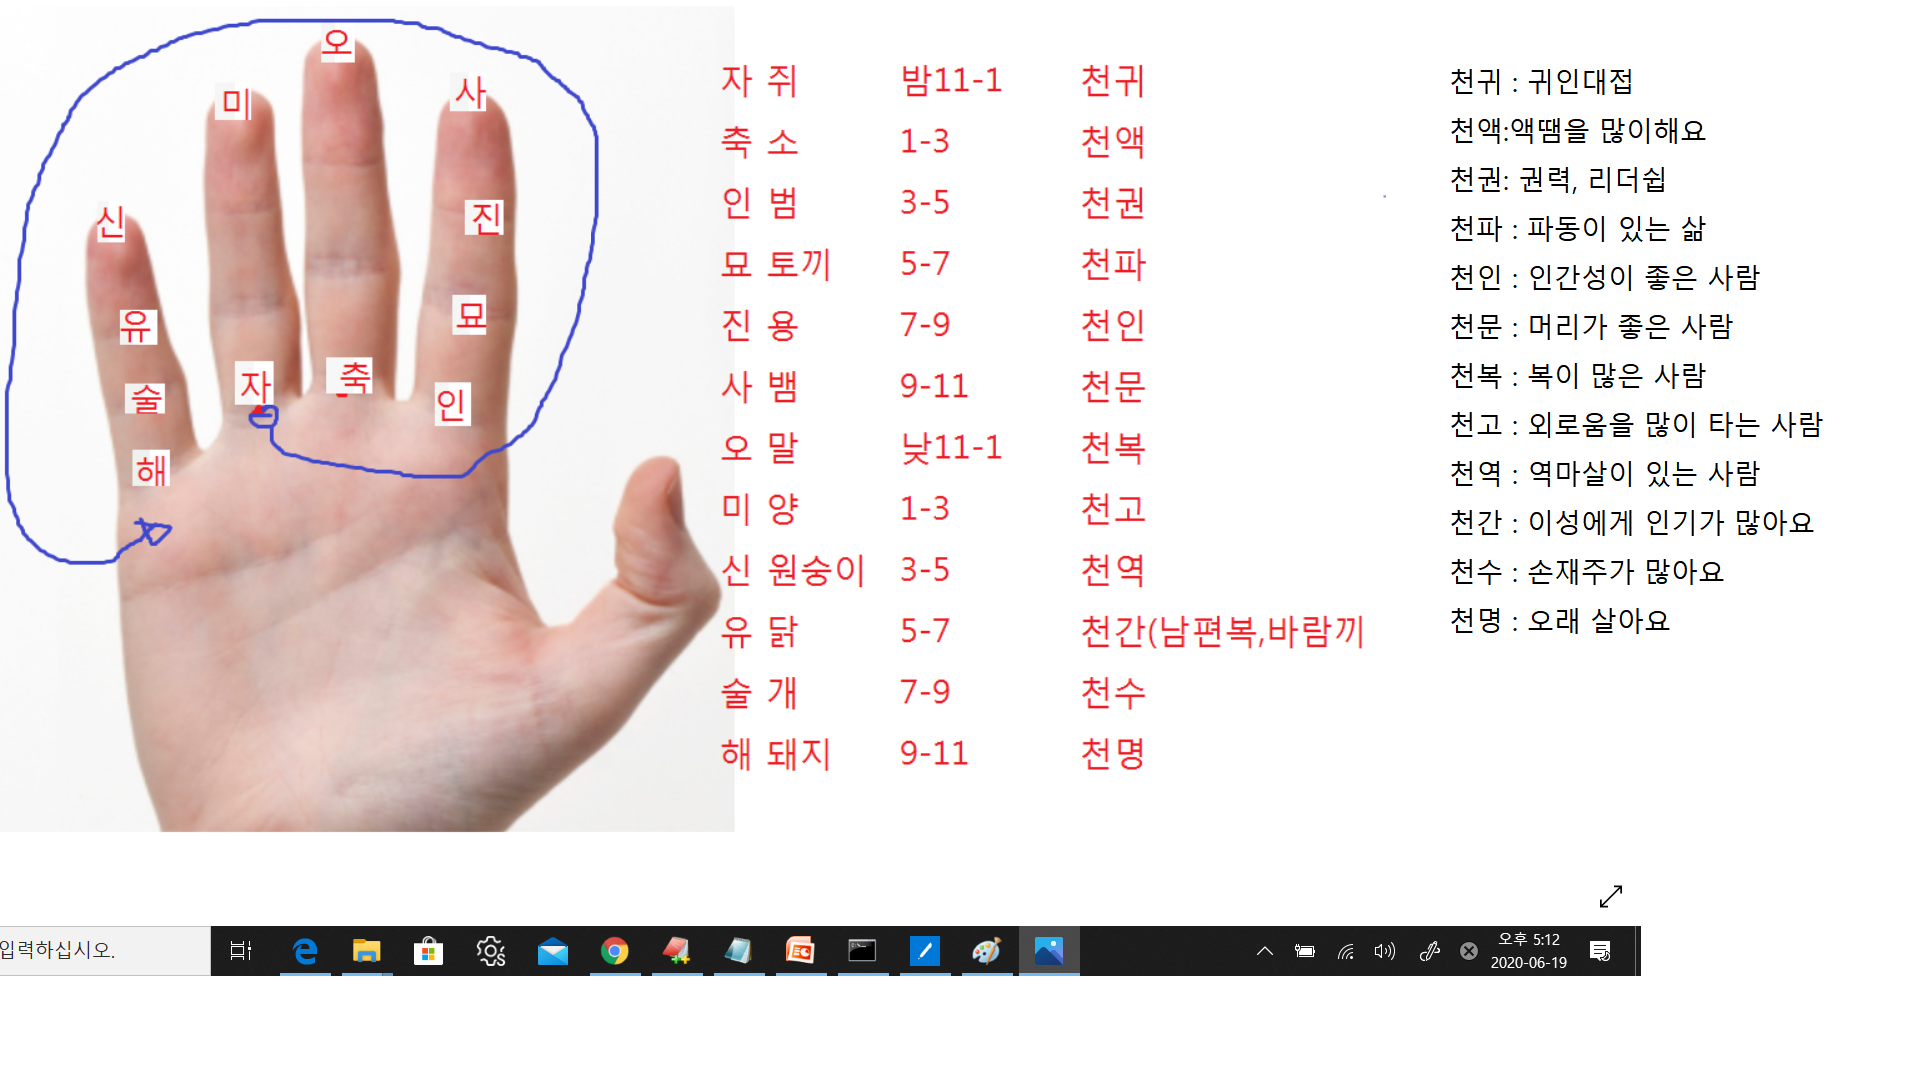 오
미
사
신
진
유
묘
자
축
술
인
해
자 쥐 밤11-1 천귀
축 소 1-3 천액
인 범 3-5 천권
묘 토끼 5-7 천파
진 용 7-9 천인
사 뱀 9-11 천문
오 말 낮11-1 천복
미 양 1-3 천고
신 원숭이 3-5 천역
유 닭 5-7 천간(남편복,바람끼
술 개 7-9 천수
해 돼지 9-11 천명
천귀 : 귀인대접
천액:액땜을 많이해요
천권: 권력, 리더쉽
천파 : 파동이 있는 삶
천인 : 인간성이 좋은 사람
천문 : 머리가 좋은 사람
천복 : 복이 많은 사람
천고 : 외로움을 많이 타는 사람
천역 : 역마살이 있는 사람
천간 : 이성에게 인기가 많아요
천수 : 손재주가 많아요
천명 : 오래 살아요
입력하십시오.
오후 5:12
2020-06-19